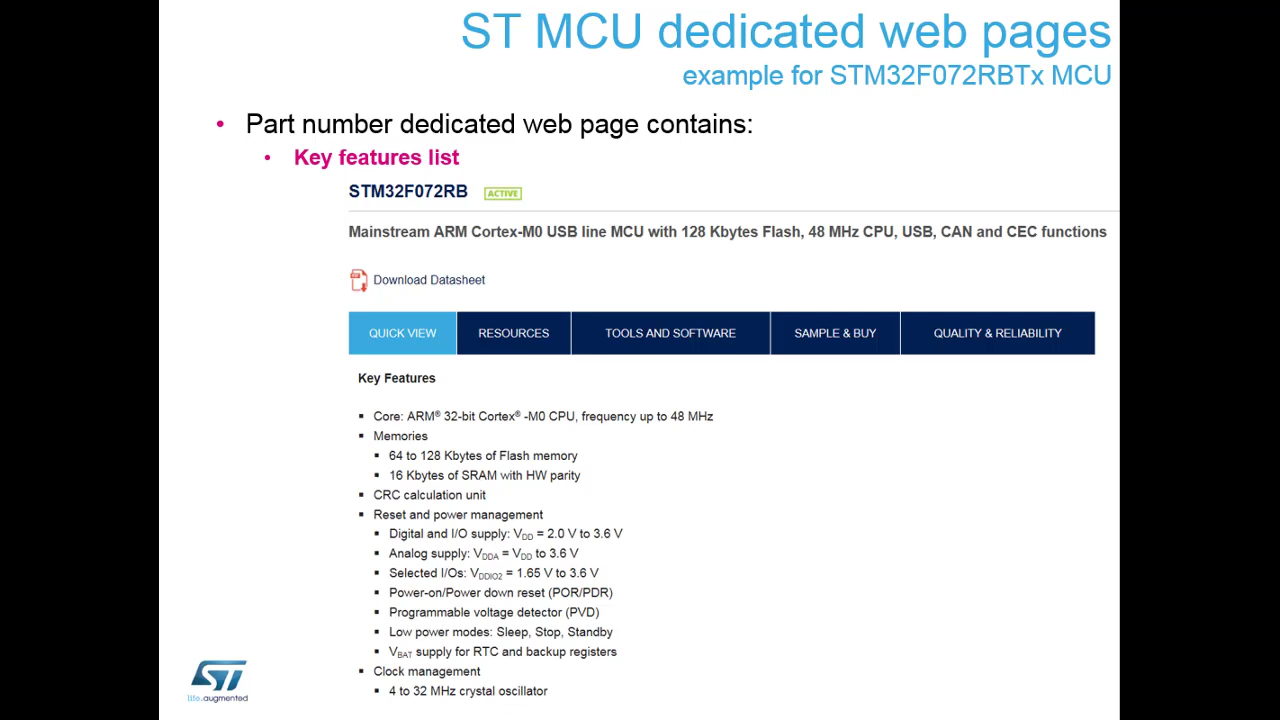 ST MCU dedicated web pages
example for STM32F072RBTx MCU
• Part number dedicated web page contains:
• Key features list
STM32F072RB ACTIVE
Mainstream ARM Cortex-M0 USB line MCU with 128 Kbytes Flash, 48 MHz CPU, USB, CAN and CEC functions
Download Datasheet
QUICK VIEW RESOURCES TOOLS AND SOFTWARE SAMPLE & BUY QUALITY & RELIABILITY
Key Features
▪ Core: ARM® 32-bit Cortex® -M0 CPU, frequency up to 48 MHz
▪ Memories
▪ 64 to 128 Kbytes of Flash memory
▪ 16 Kbytes of SRAM with HW parity
▪ CRC calculation unit
▪ Reset and power management
▪ Digital and I/O supply: VDD = 2.0 V to 3.6 V
▪ Analog supply: VDDA = VDD to 3.6 V
▪ Selected I/Os: VDDIO2 = 1.65 V to 3.6 V
▪ Power-on/Power down reset (POR/PDR)
▪ Programmable voltage detector (PVD)
▪ Low power modes: Sleep, Stop, Standby
▪ VBAT supply for RTC and backup registers
▪ Clock management
▪ 4 to 32 MHz crystal oscillator
ST
life.augmented